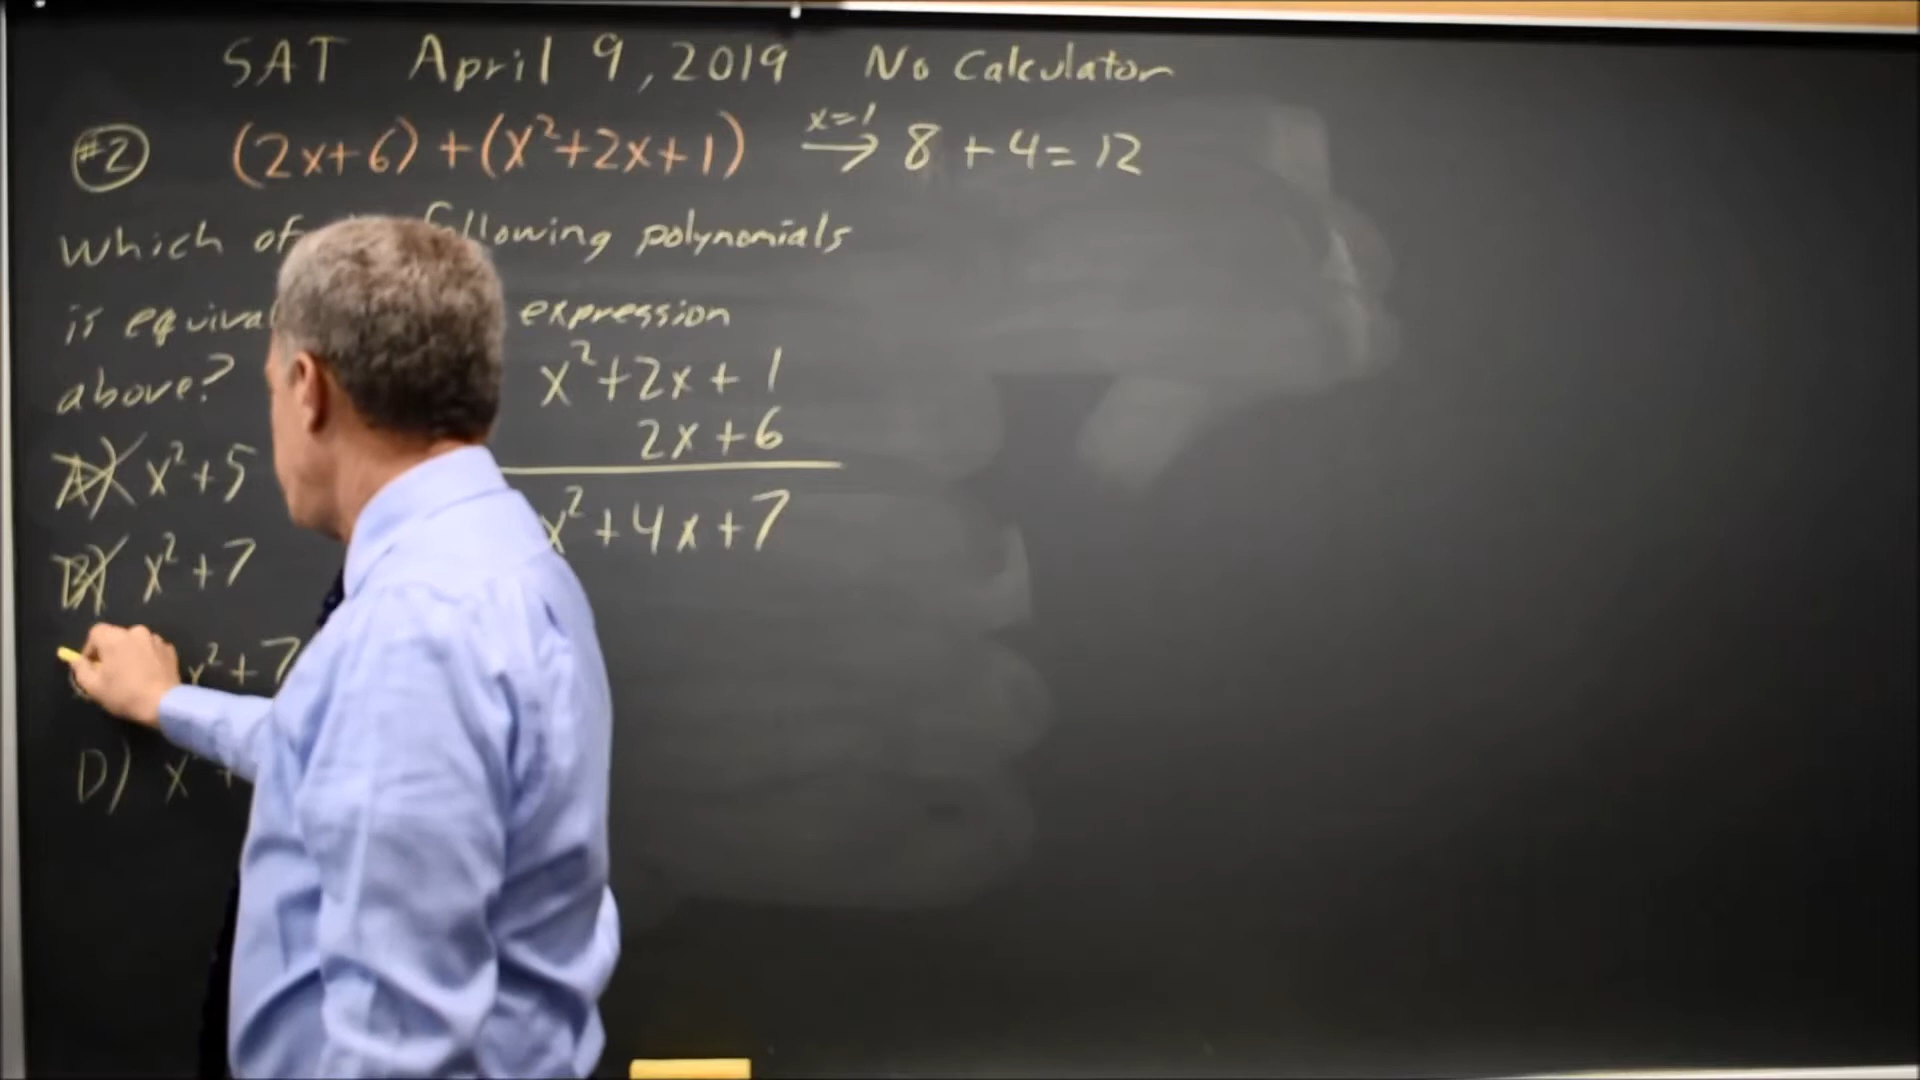 SAT April 9, 2019 No Calculator
#2 (2x+6)+(x²+2x+1) x=1 ⟶ 8+4=12
Which of following polynomials
is expression
above?
x²+2x+1
2x+6
x²+4x+7
A) x²+5
B) x²+7
x²+7
D) x²+